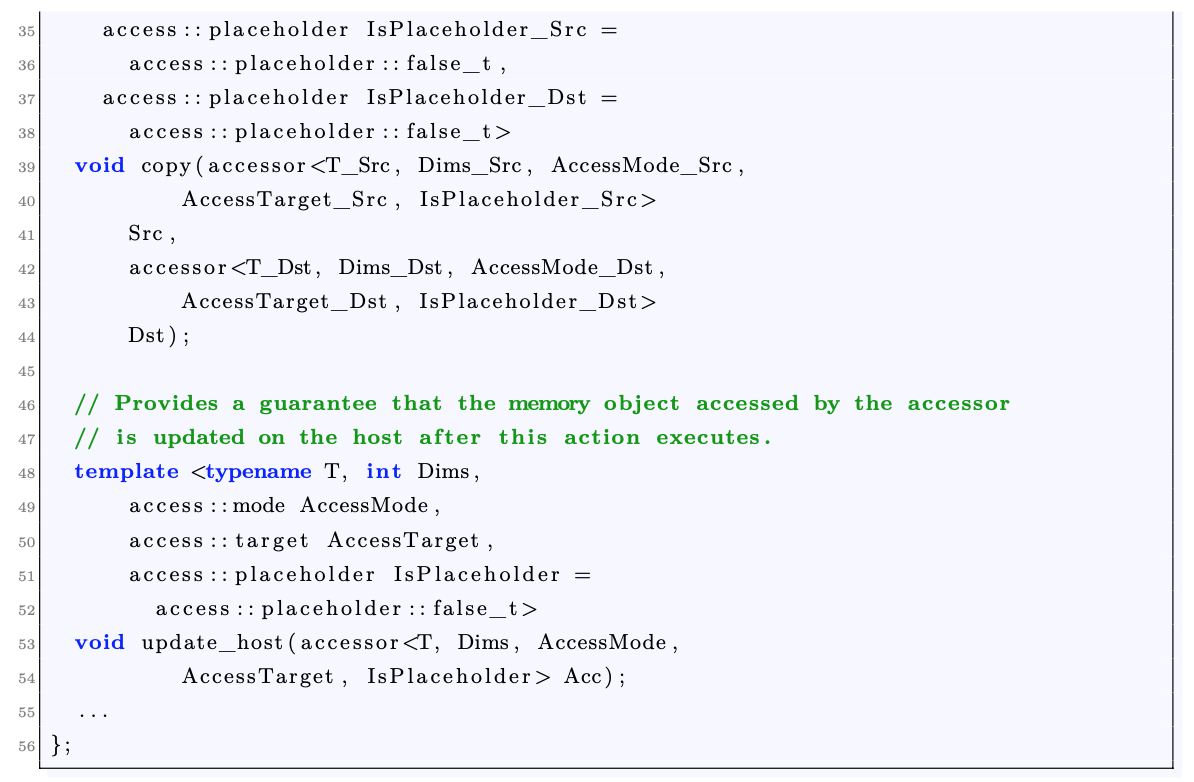 35 access::placeholder IsPlaceholder_Src =
36 access::placeholder::false_t,
37 access::placeholder IsPlaceholder_Dst =
38 access::placeholder::false_t>
39 void copy(accessor<T_Src, Dims_Src, AccessMode_Src,
40 AccessTarget_Src, IsPlaceholder_Src>
41 Src,
42 accessor<T_Dst, Dims_Dst, AccessMode_Dst,
43 AccessTarget_Dst, IsPlaceholder_Dst>
44 Dst);
45
46 // Provides a guarantee that the memory object accessed by the accessor
47 // is updated on the host after this action executes.
48 template <typename T, int Dims,
49 access::mode AccessMode,
50 access::target AccessTarget,
51 access::placeholder IsPlaceholder =
52 access::placeholder::false_t>
53 void update_host(accessor<T, Dims, AccessMode,
54 AccessTarget, IsPlaceholder> Acc);
55 ...
56 };